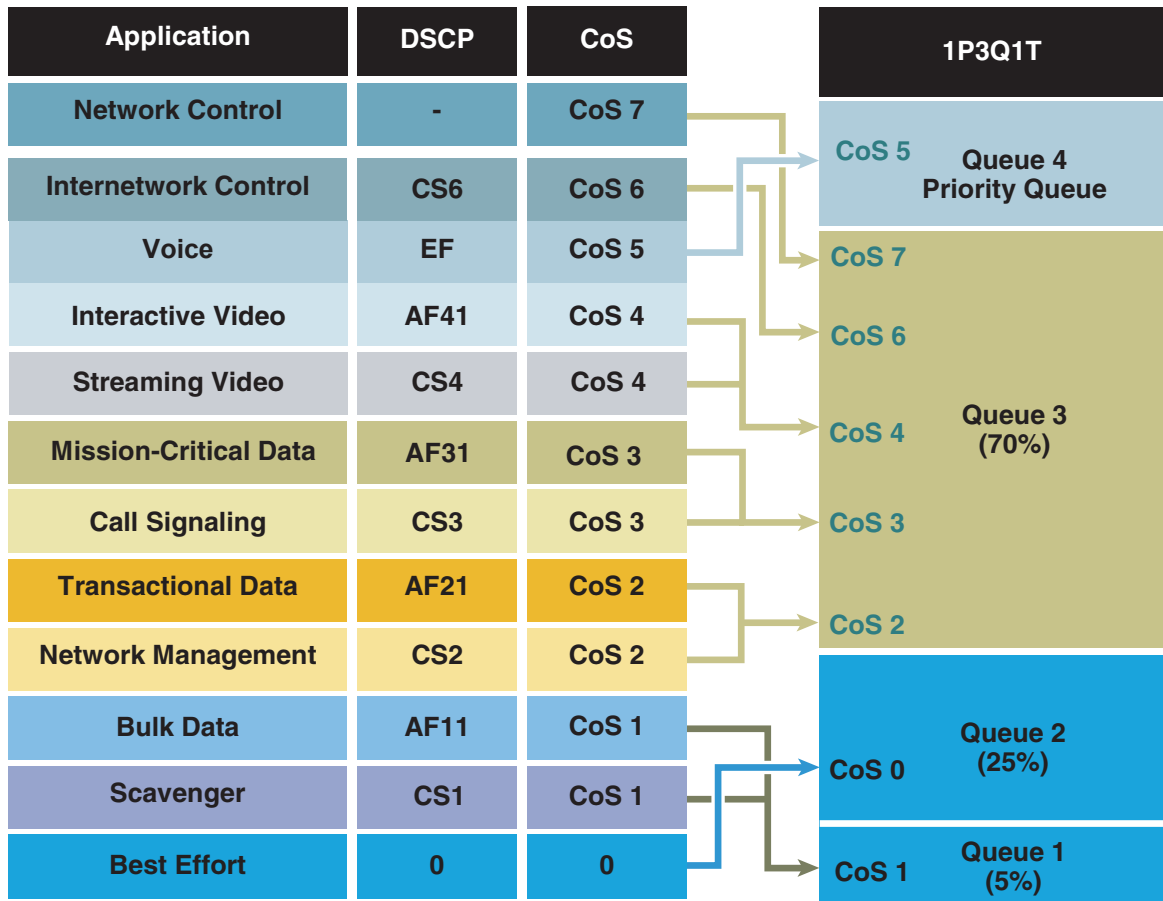 Application DSCP CoS 1P3Q1T
Network Control - CoS 7
Internetwork Control CS6 CoS 6
Voice EF CoS 5
Interactive Video AF41 CoS 4
Streaming Video CS4 CoS 4
Mission-Critical Data AF31 CoS 3
Call Signaling CS3 CoS 3
Transactional Data AF21 CoS 2
Network Management CS2 CoS 2
Bulk Data AF11 CoS 1
Scavenger CS1 CoS 1
Best Effort 0 0
CoS 5
Queue 4
Priority Queue
CoS 7
CoS 6
CoS 4
Queue 3
(70%)
CoS 3
CoS 2
Queue 2
(25%)
CoS 0
Queue 1
(5%)
CoS 1